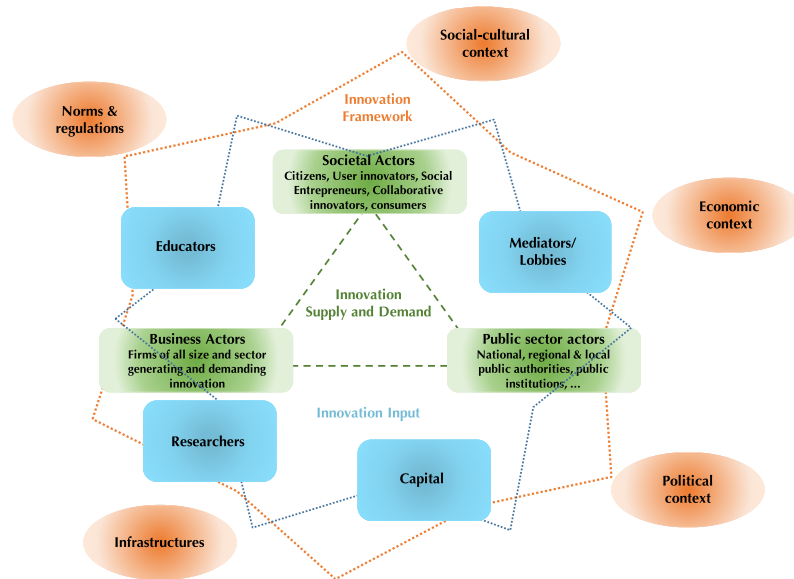 Social-cultural
context
Norms &
regulations
Innovation
Framework
Societal Actors
Citizens, User innovators, Social
Entrepreneurs, Collaborative
innovators, consumers
Economic
context
Educators
Mediators/
Lobbies
Innovation
Supply and Demand
Business Actors
Firms of all size and sector
generating and demanding
innovation
Public sector actors
National, regional & local
public authorities, public
institutions, ...
Innovation Input
Researchers
Capital
Political
context
Infrastructures